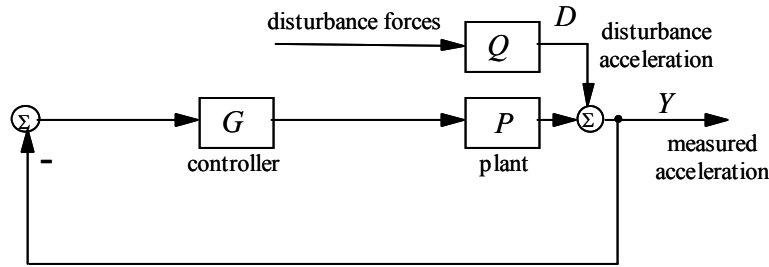 disturbance forces
D
Q
disturbance
acceleration
Σ
G
P
Σ
Y
-
controller
plant
measured
acceleration